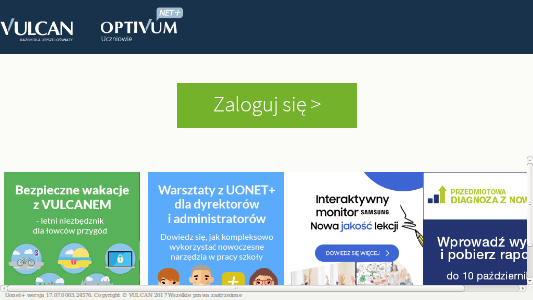 VULCAN
OPTIVUM NET+
Uczniowie
Zaloguj się >
Bezpieczne wakacje
z VULCANEM
- letni niezbędnik
dla łowców przygód
Warsztaty z UONET+
dla dyrektorów
i administratorów
Dowiedz się, jak kompleksowo
wykorzystać nowoczesne
narzędzia w pracy szkoły
Interaktywny
monitor SAMSUNG
Nowa jakość lekcji
DOWIEDZ SIĘ WIĘCEJ >
PRZEDMIOTOWA
DIAGNOZA Z NOW
Wprowadź wy
i pobierz rapo
do 10 październi
Uonet+ wersja 17.07.0003.24576. Copyright © VULCAN 2017 Wszelkie prawa zastrzeżone